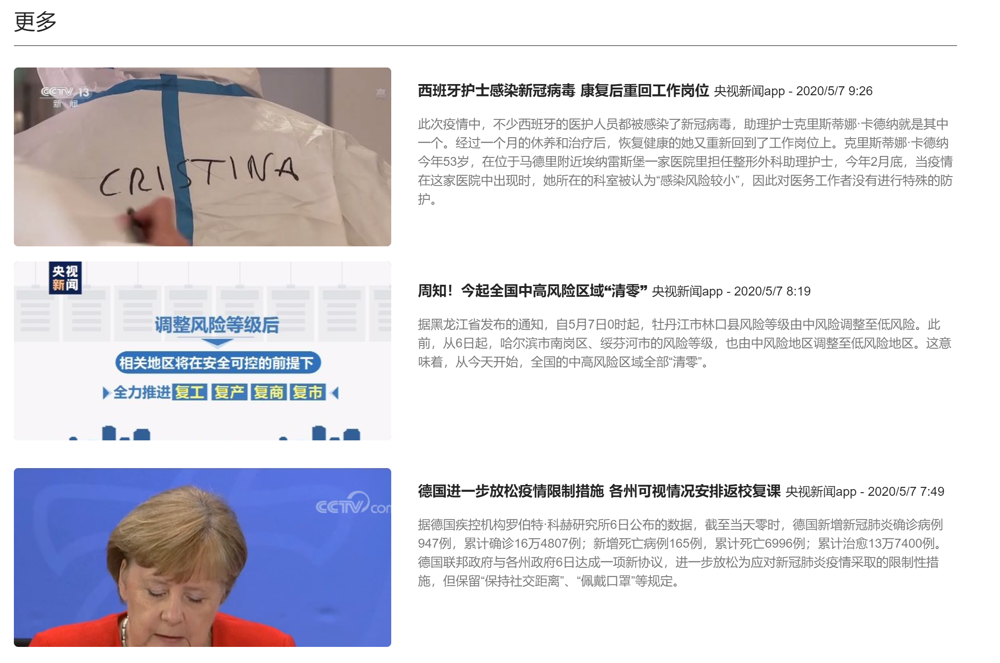 更多
CCTV 13
新闻
高
CRISTINA
西班牙护士感染新冠病毒 康复后重回工作岗位 央视新闻app - 2020/5/7 9:26
此次疫情中，不少西班牙的医护人员都被感染了新冠病毒，助理护士克里斯蒂娜·卡德纳就是其中
一个。经过一个月的休养和治疗后，恢复健康的她又重新回到了工作岗位上。克里斯蒂娜·卡德纳
今年53岁，在位于马德里附近埃纳雷斯堡一家医院里担任整形外科助理护士，今年2月底，当疫情
在这家医院中出现时，她所在的科室被认为“感染风险较小”，因此对医务工作者没有进行特殊的防
护。
央视
新闻
调整风险等级后
相关地区将在安全可控的前提下
全力推进 复工 复产 复商 复市
周知！今起全国中高风险区域“清零” 央视新闻app - 2020/5/7 8:19
据黑龙江省发布的通知，自5月7日0时起，牡丹江市林口县风险等级由中风险调整至低风险。此
前，从6日起，哈尔滨市南岗区、绥芬河市的风险等级，也由中风险地区调整至低风险地区。这意
味着，从今天开始，全国的中高风险区域全部“清零”。
CCTV com
德国进一步放松疫情限制措施 各州可视情况安排返校复课 央视新闻app - 2020/5/7 7:49
据德国疾控机构罗伯特·科赫研究所6日公布的数据，截至当天零时，德国新增新冠肺炎确诊病例
947例，累计确诊16万4807例；新增死亡病例165例，累计死亡6996例；累计治愈13万7400例。
德国联邦政府与各州政府6日达成一项新协议，进一步放松为应对新冠肺炎疫情采取的限制性措
施，但保留“保持社交距离”、“佩戴口罩”等规定。